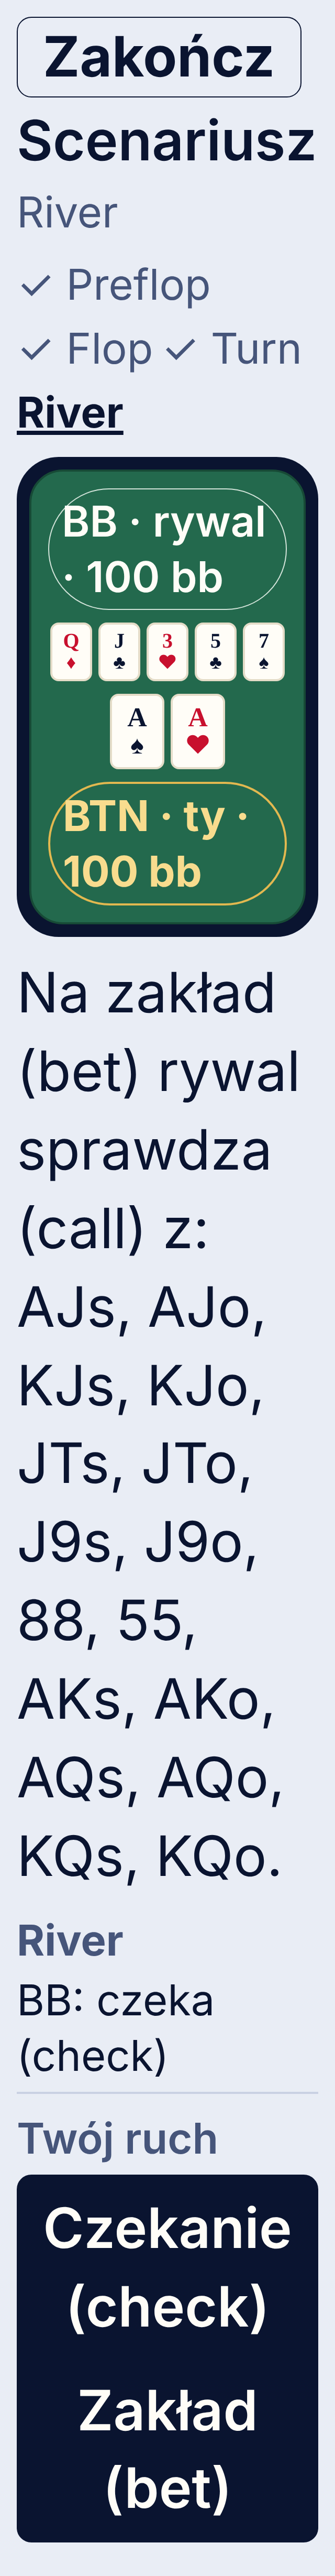 Zakończ
Scenariusz
River
✓ Preflop
✓ Flop ✓ Turn
River
BB · rywal
· 100 bb
Q♦ J♣ 3♥ 5♣ 7♠
A♠ A♥
BTN · ty ·
100 bb
Na zakład
(bet) rywal
sprawdza
(call) z:
AJs, AJo,
KJs, KJo,
JTs, JTo,
J9s, J9o,
88, 55,
AKs, AKo,
AQs, AQo,
KQs, KQo.
River
BB: czeka
(check)
Twój ruch
Czekanie
(check)
Zakład
(bet)